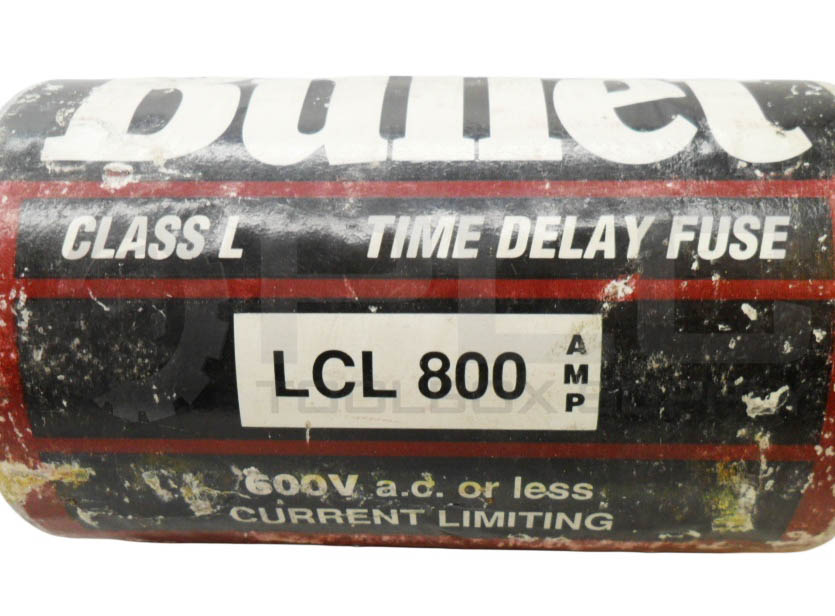 Bullet
CLASS L TIME DELAY FUSE
LCL 800 AMP
600V a.c. or less
CURRENT LIMITING